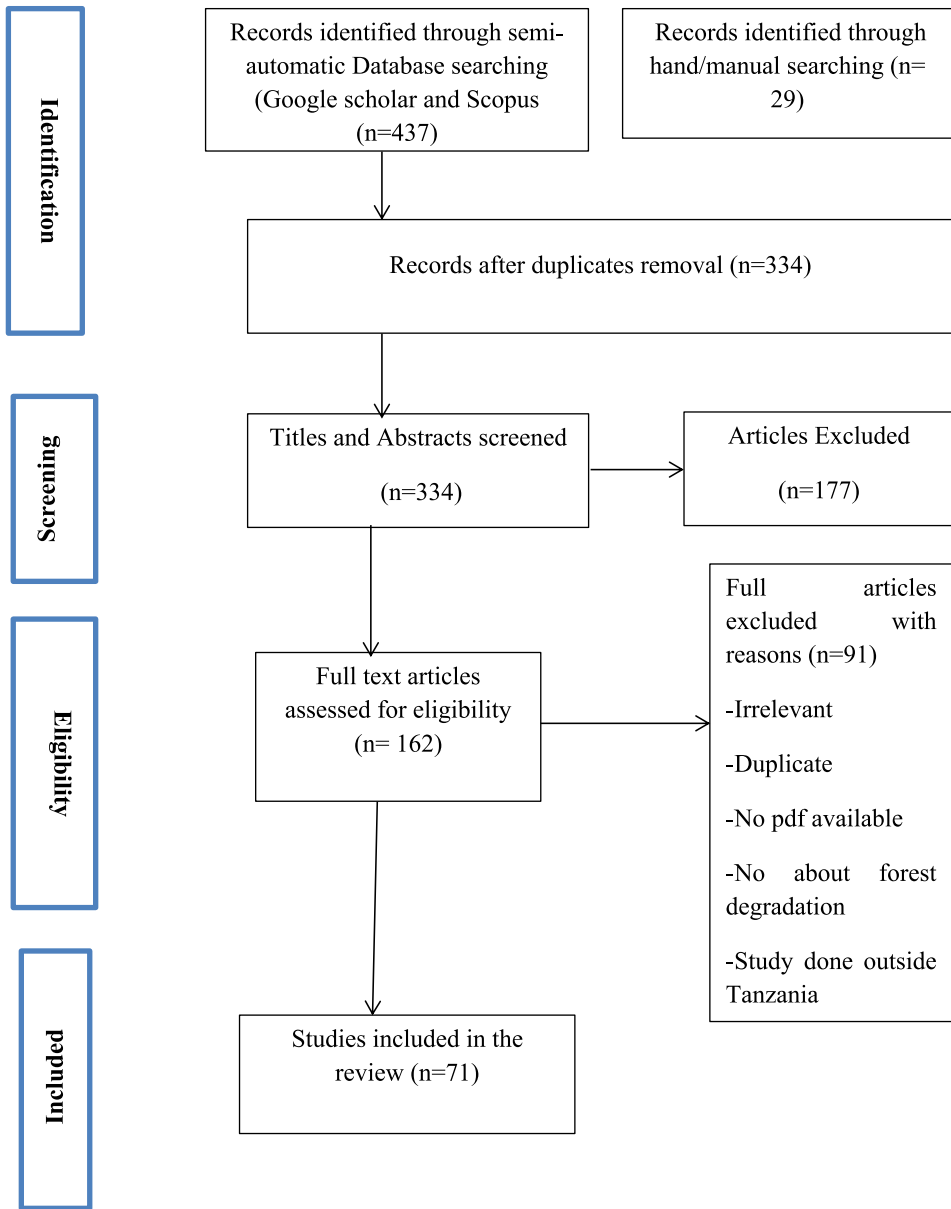 Identification
Records identified through semi-
automatic Database searching
(Google scholar and Scopus
(n=437)
Records identified through
hand/manual searching (n=
29)
Records after duplicates removal (n=334)
Screening
Titles and Abstracts screened
(n=334)
Articles Excluded
(n=177)
Eligibility
Full text articles
assessed for eligibility
(n= 162)
Full articles
excluded with
reasons (n=91)
-Irrelevant
-Duplicate
-No pdf available
-No about forest
degradation
-Study done outside
Tanzania
Included
Studies included in the
review (n=71)